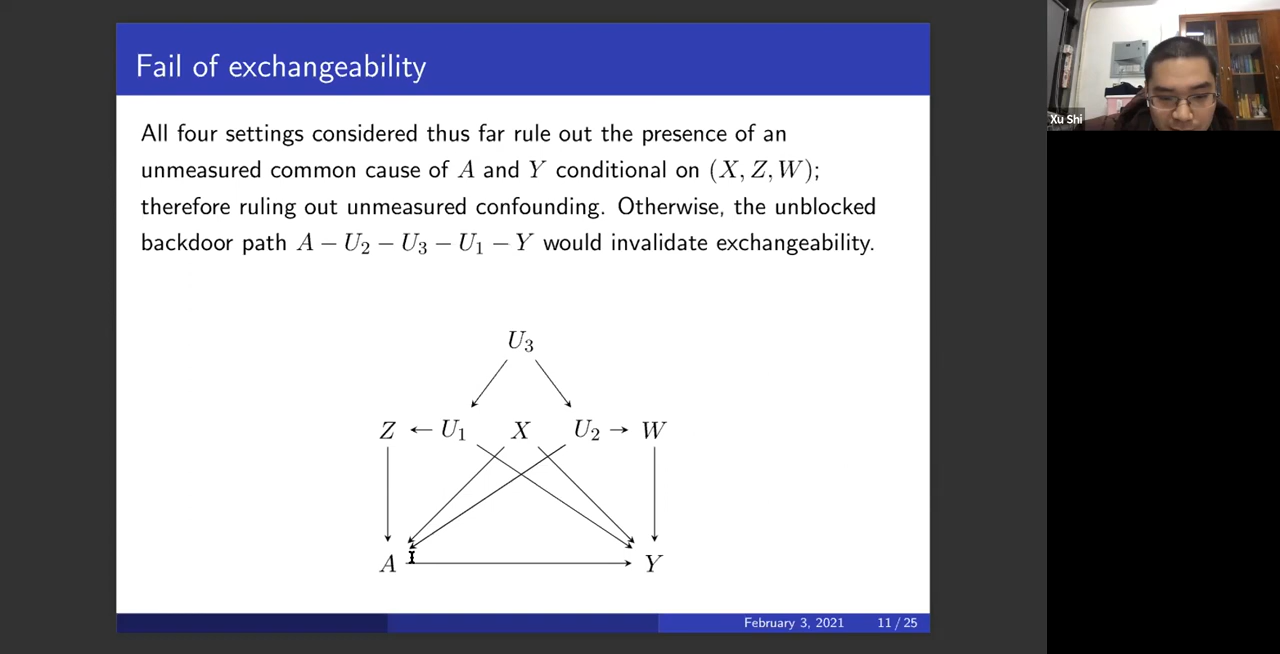 Fail of exchangeability
All four settings considered thus far rule out the presence of an
unmeasured common cause of A and Y conditional on (X, Z, W);
therefore ruling out unmeasured confounding. Otherwise, the unblocked
backdoor path A − U₂ − U₃ − U₁ − Y would invalidate exchangeability.
U₃
Z ← U₁ X U₂ → W
A Y
February 3, 2021 11 / 25
Xu Shi